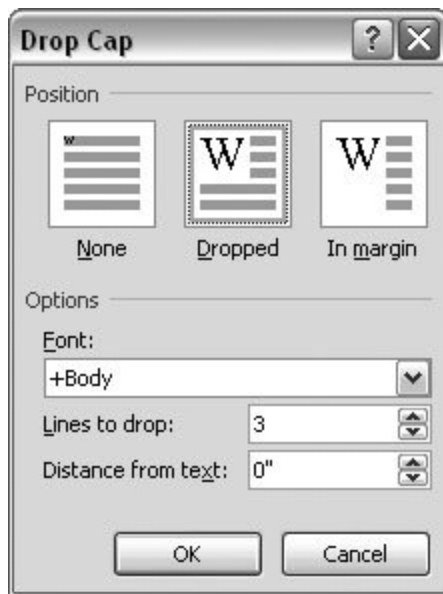 Drop Cap
Position
W W W
None Dropped In margin
Options
Font:
+Body
Lines to drop: 3
Distance from text: 0"
OK Cancel